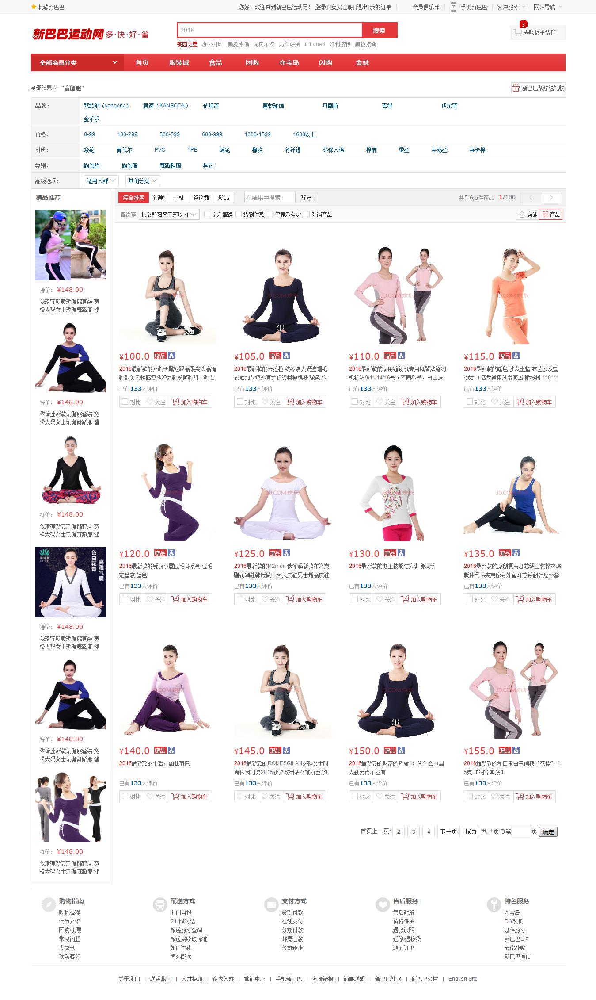 收藏新巴巴
您好！欢迎来到新巴巴运动网！ [登录] [免费注册] [退出] 我的订单 会员俱乐部 手机新巴巴 客户服务 网站导航
新巴巴运动网 多·快·好·省
2016 搜索
3
去购物车结算
校园之星 办公打印 美菱冰箱 无肉不欢 万件好货 iPhone6 哈利波特 美模接驾
全部商品分类 首页 服装城 食品 团购 夺宝岛 闪购 金融
全部结果 > "瑜伽服" 新巴巴帮您选礼物
品牌： 梵歌纳（vangona） 凯速（KANSOON） 依琦莲 喜悦瑜伽 丹璐斯 菩媞 伊朵莲
金乐乐
价格： 0-99 100-299 300-599 600-999 1000-1599 1600以上
材质： 涤纶 莫代尔 PVC TPE 锦纶 橡胶 竹纤维 环保人棉 棉麻 蚕丝 牛奶丝 莱卡棉
类别： 瑜伽垫 瑜伽服 舞蹈鞋服 其它
高级选项： 适用人群 其他分类
精品推荐
特价： ¥148.00
依琦莲新款瑜伽服套装 宽
松大码女士瑜珈舞蹈服 健
特价： ¥148.00
依琦莲新款瑜伽服套装 宽
松大码女士瑜珈舞蹈服 健
特价： ¥148.00
依琦莲新款瑜伽服套装 宽
松大码女士瑜珈舞蹈服 健
色白花青
高雅气质
特价： ¥148.00
依琦莲新款瑜伽服套装 宽
松大码女士瑜珈舞蹈服 健
特价： ¥148.00
依琦莲新款瑜伽服套装 宽
松大码女士瑜珈舞蹈服 健
特价： ¥148.00
依琦莲新款瑜伽服套装 宽
松大码女士瑜珈舞蹈服 健
综合排序 销量 价格 评论数 新品 在结果中搜索 确定 共5.6万件商品 1/100 < >
配送至 北京朝阳区三环以内 京东配送 货到付款 仅显示有货 促销商品 店铺 商品
JD.COM 京东 JD.COM 京东 JD.COM 京东 JD.COM 京东
¥100.0 赠品
2016最新款的女靴长靴粗跟高跟尖头高筒
靴欧美风性感瘦腿弹力靴长筒靴骑士靴 黑
已有133人评价
对比 关注 加入购物车
¥105.0 赠品
2016最新款的云拉拉 秋冬装大码连帽毛
衣袖加厚短外套女保暖拼接棉袄 驼色 均
已有133人评价
对比 关注 加入购物车
¥110.0 赠品
2016最新款的家用缝纫机专用风琴牌缝纫
机机针9/11/14/16号（不同型号，自由选
已有133人评价
对比 关注 加入购物车
¥115.0 赠品
2016最新款的暖色 沙发坐垫 布艺沙发垫
沙发巾 四季通用沙发套罩 橄榄树 110*11
已有133人评价
对比 关注 加入购物车
JD.COM 京东 JD.COM 京东 JD.COM 京东 JD.COM 京东
¥120.0 赠品
2016最新款的爱丽小屋睫毛膏系列 睫毛
定型液 蓝色
已有133人评价
对比 关注 加入购物车
¥125.0 赠品
2016最新款的M2mon 秋冬季新款布洛克
雕花潮鞋韩版做旧大头皮鞋男士增高皮鞋
已有133人评价
对比 关注 加入购物车
¥130.0 赠品
2016最新款的电工技能与实训 第2版
已有133人评价
对比 关注 加入购物车
¥135.0 赠品
2016最新款的原创复古灯芯绒工装棉衣韩
版休闲棉夹克修身外套灯芯绒翻领短外套
已有133人评价
对比 关注 加入购物车
JD.COM 京东 JD.COM 京东 JD.COM 京东 JD.COM 京东
¥140.0 赠品
2016最新款的生活，如此而已
已有133人评价
对比 关注 加入购物车
¥145.0 赠品
2016最新款的ROMESGILAN女鞋女士时
尚休闲潮流2015新款欧洲站女靴拼色,豹
已有133人评价
对比 关注 加入购物车
¥150.0 赠品
2016最新款的财富的逻辑1：为什么中国
人勤劳而不富有
已有133人评价
对比 关注 加入购物车
¥155.0 赠品
2016最新款的和田玉白玉俏糖兰花挂件 1
5克 【润德典藏】
已有133人评价
对比 关注 加入购物车
首页上一页1 2 3 4 下一页 尾页 共 4 页 到第 页 确定
购物指南
购物流程
会员介绍
团购/机票
常见问题
大家电
联系客服
配送方式
上门自提
211限时达
配送服务查询
配送费收取标准
如何送礼
海外配送
支付方式
货到付款
在线支付
分期付款
邮局汇款
公司转账
售后服务
售后政策
价格保护
退款说明
返修/退换货
取消订单
特色服务
夺宝岛
DIY装机
延保服务
新巴巴E卡
节能补贴
新巴巴通信
关于我们 | 联系我们 | 人才招聘 | 商家入驻 | 营销中心 | 手机新巴巴 | 友情链接 | 销售联盟 | 新巴巴社区 | 新巴巴公益 | English Site